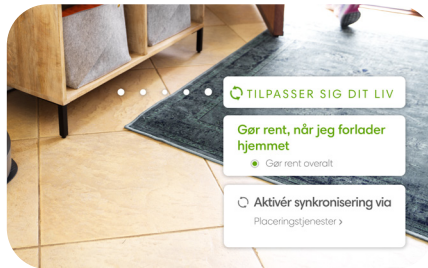 TILPASSER SIG DIT LIV
Gør rent, når jeg forlader
hjemmet
Gør rent overalt
Aktivér synkronisering via
Placeringstjenester >